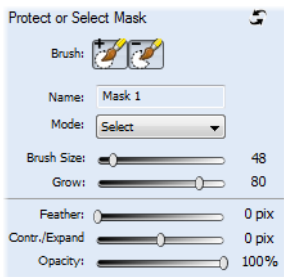 Protect or Select Mask
Brush:
Name: Mask 1
Mode: Select
Brush Size: 48
Grow: 80
Feather: 0 pix
Contr./Expand 0 pix
Opacity: 100%